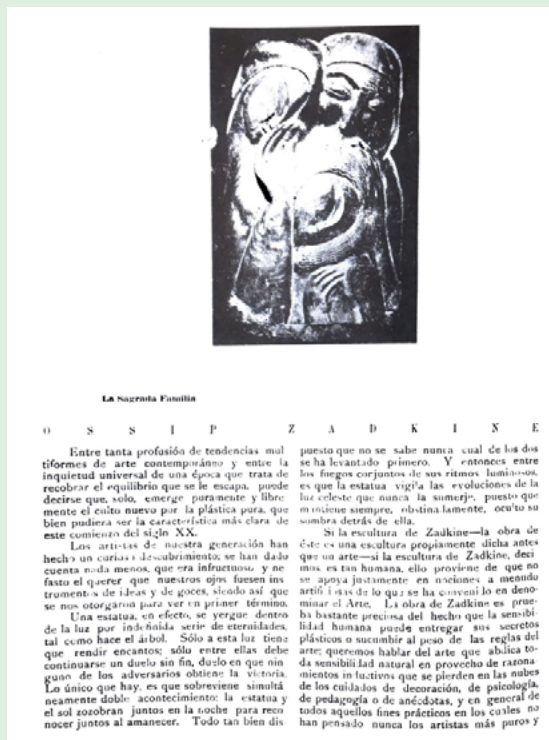 La Sagrada Familia
OSSIP ZADKINE
Entre tanta profusión de tendencias mul
tiformes de arte contemporáneo y entre la
inquietud universal de una época que trata de
recobrar el equilibrio que se le escapa, puede
decirse que, solo, emerge puramente y libre
mente el culto nuevo por la plástica pura, que
bien pudiera ser la característica más clara de
este comienzo del siglo XX.
Los artistas de nuestra generación han
hecho un curioso descubrimiento; se han dado
cuenta nada menos, que era infructuoso y ne
fasto el querer que nuestros ojos fuesen ins
trumentos de ideas y de goces, siendo así que
se nos otorgaron para ver en primer término.
Una estatua, en efecto, se yergue dentro
de la luz por indefinida serie de eternidades,
tal como hace el árbol. Sólo a esta luz tiene
que rendir encantos; sólo entre ellas debe
continuarse un duelo sin fin, duelo en que nin
guno de los adversarios obtiene la victoria.
Lo único que hay, es que sobreviene simultá
neamente doble acontecimiento: la estatua y
el sol zozobran juntos en la noche para reco
nocer juntos al amanecer. Todo tan bien dis
puesto que no se sabe nunca cual de los dos
se ha levantado primero. Y entonces entre
los fuegos conjuntos de sus ritmos luminosos,
es que la estatua vigila las evoluciones de la
luz celeste que nunca la sumerje, puesto que
mantiene siempre, obstinadamente, oculto su
sombra detrás de ella.
Si la escultura de Zadkine—la obra de
éste es una escultura propiamente dicha antes
que un arte—si la escultura de Zadkine, deci
mos, es tan humana, ello proviene de que no
se apoya justamente en nociones a menudo
de lo que se ha convenido en deno-
minar el Arte. La obra de Zadkine es prue-
ba bastante preciosa del hecho que la sensibi-
lidad humana puede entregar sus secretos
plásticos o sucumbir al peso de las reglas del
arte; queremos hablar del arte que abdica to-
da sensibilidad natural en provecho de razona-
mientos inductivos que se pierden en las nubes
de los cuidados de decoración, de psicología,
de pedagogía o de anécdotas, y en general de
todos aquellos fines prácticos en los cuales no
han pensado nunca los artistas más puros y